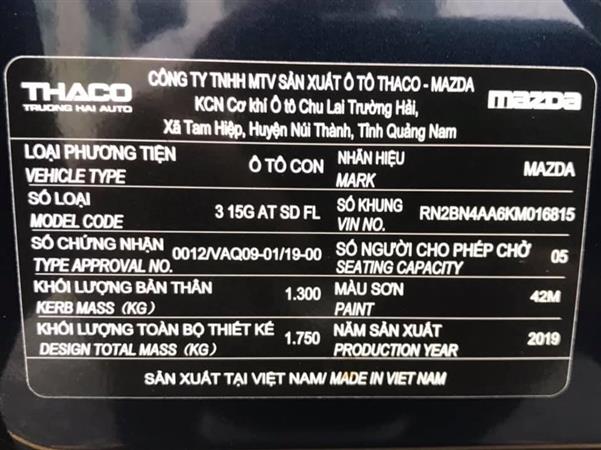 THACO
TRUONG HAI AUTO
CÔNG TY TNHH MTV SẢN XUẤT Ô TÔ THACO - MAZDA
KCN Cơ khí Ô tô Chu Lai Trường Hải,
Xã Tam Hiệp, Huyện Núi Thành, Tỉnh Quảng Nam
mazda
LOẠI PHƯƠNG TIỆN
VEHICLE TYPE
Ô TÔ CON
NHÃN HIỆU
MARK
MAZDA
SỐ LOẠI
MODEL CODE
3 15G AT SD FL
SỐ KHUNG
VIN NO.
RN2BN4AA6KM016815
SỐ CHỨNG NHẬN
TYPE APPROVAL NO.
0012/VAQ09-01/19-00
SỐ NGƯỜI CHO PHÉP CHỞ
SEATING CAPACITY
05
KHỐI LƯỢNG BẢN THÂN
KERB MASS (KG)
1.300
MÀU SƠN
PAINT
42M
KHỐI LƯỢNG TOÀN BỘ THIẾT KẾ
DESIGN TOTAL MASS (KG)
1.750
NĂM SẢN XUẤT
PRODUCTION YEAR
2019
SẢN XUẤT TẠI VIỆT NAM/ MADE IN VIET NAM